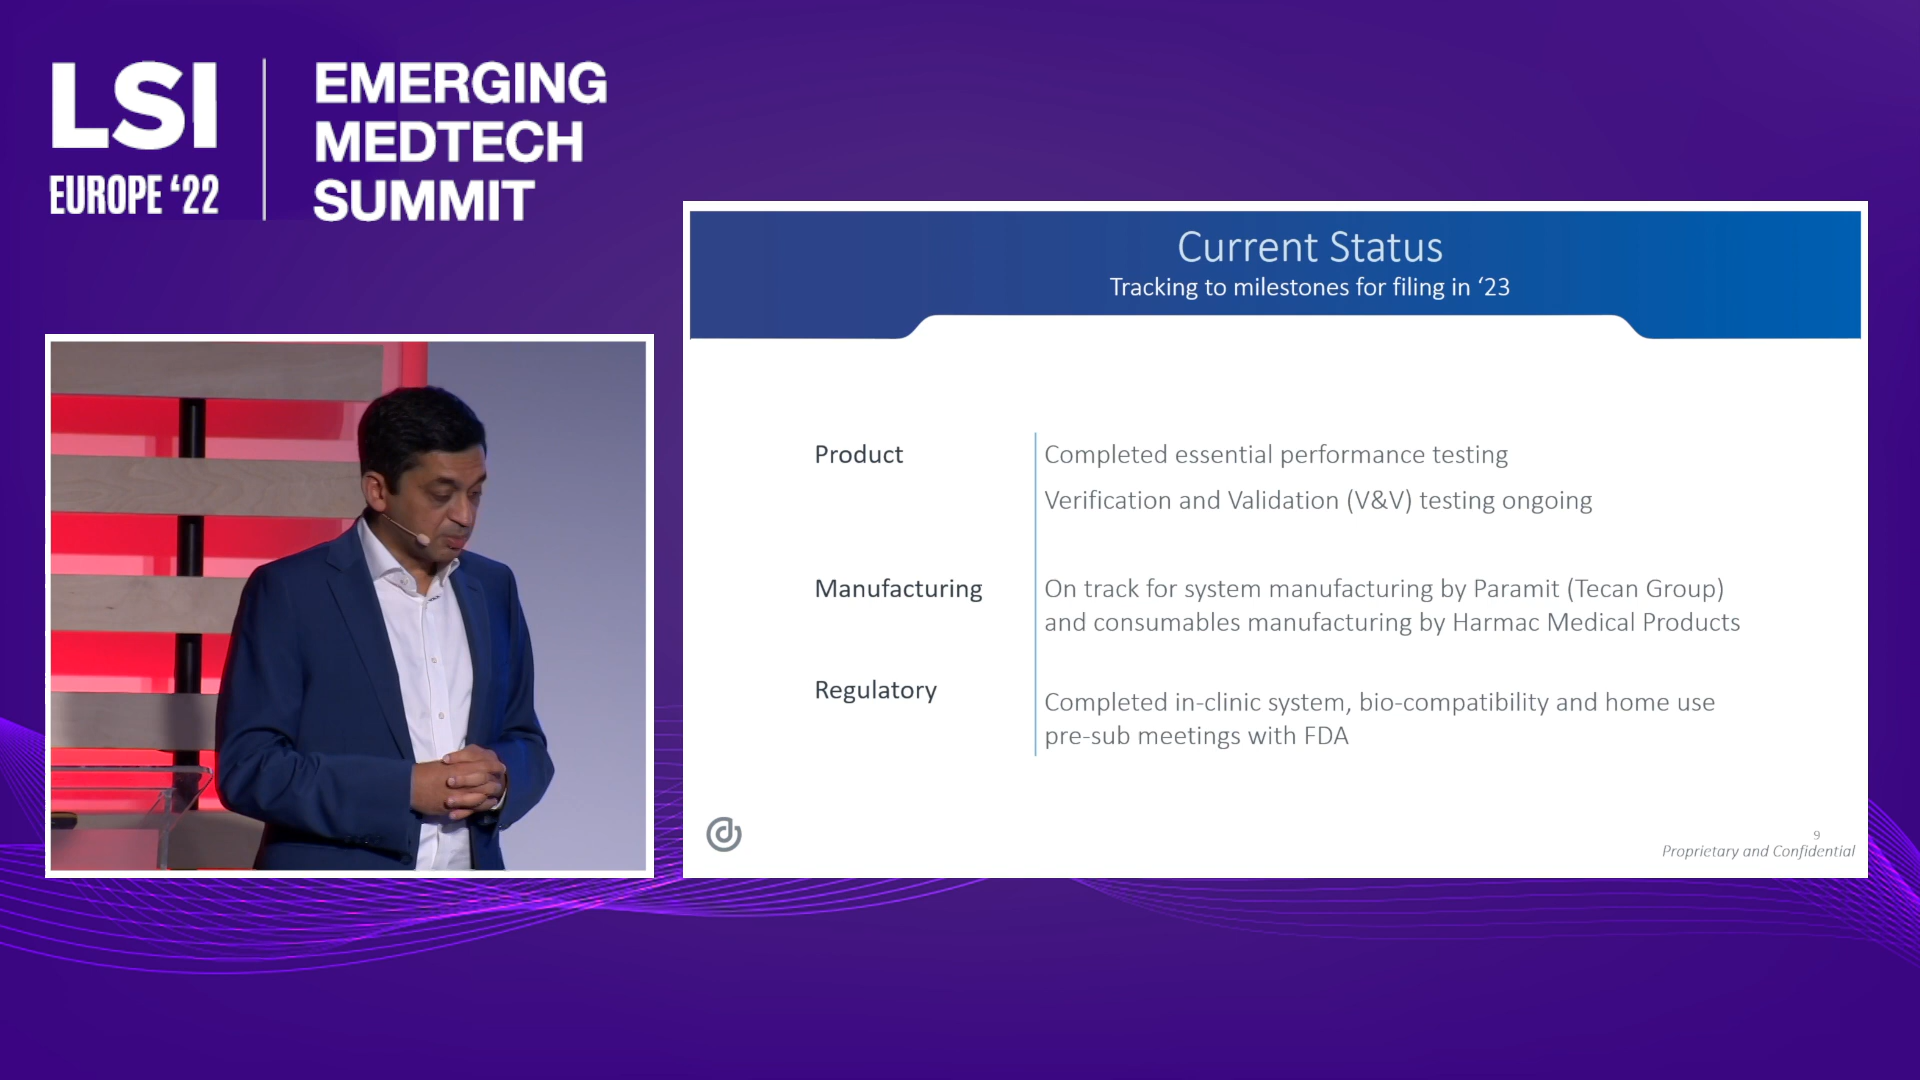 LSI
EUROPE ‘22
EMERGING
MEDTECH
SUMMIT
Current Status
Tracking to milestones for filing in ‘23
Product
Completed essential performance testing
Verification and Validation (V&V) testing ongoing
Manufacturing
On track for system manufacturing by Paramit (Tecan Group)
and consumables manufacturing by Harmac Medical Products
Regulatory
Completed in-clinic system, bio-compatibility and home use
pre-sub meetings with FDA
9
Proprietary and Confidential